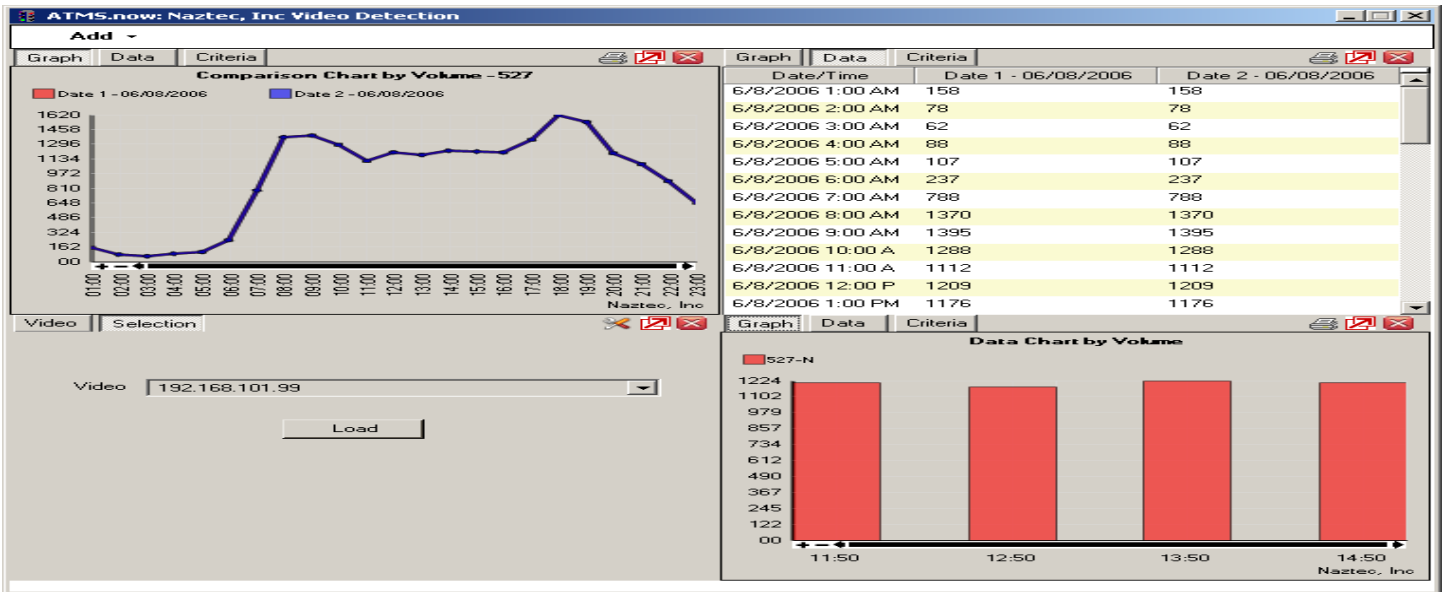 ATMS.now: Naztec, Inc Video Detection
Add
Graph Data Criteria
Comparison Chart by Volume - 527
Date 1 - 06/08/2006 Date 2 - 06/08/2006
1620
1458
1296
1134
972
810
648
486
324
162
00
01:00 02:00 03:00 04:00 05:00 06:00 07:00 08:00 09:00 10:00 11:00 12:00 13:00 14:00 15:00 16:00 17:00 18:00 19:00 20:00 21:00 22:00 23:00
Naztec, Inc
Graph Data Criteria
Date/Time Date 1 - 06/08/2006 Date 2 - 06/08/2006
6/8/2006 1:00 AM 158 158
6/8/2006 2:00 AM 78 78
6/8/2006 3:00 AM 62 62
6/8/2006 4:00 AM 88 88
6/8/2006 5:00 AM 107 107
6/8/2006 6:00 AM 237 237
6/8/2006 7:00 AM 788 788
6/8/2006 8:00 AM 1370 1370
6/8/2006 9:00 AM 1395 1395
6/8/2006 10:00 A 1288 1288
6/8/2006 11:00 A 1112 1112
6/8/2006 12:00 P 1209 1209
6/8/2006 1:00 PM 1176 1176
Video Selection
Video 192.168.101.99
Load
Graph Data Criteria
Data Chart by Volume
527-N
1224
1102
979
857
734
612
490
367
245
122
00
11:50 12:50 13:50 14:50
Naztec, Inc